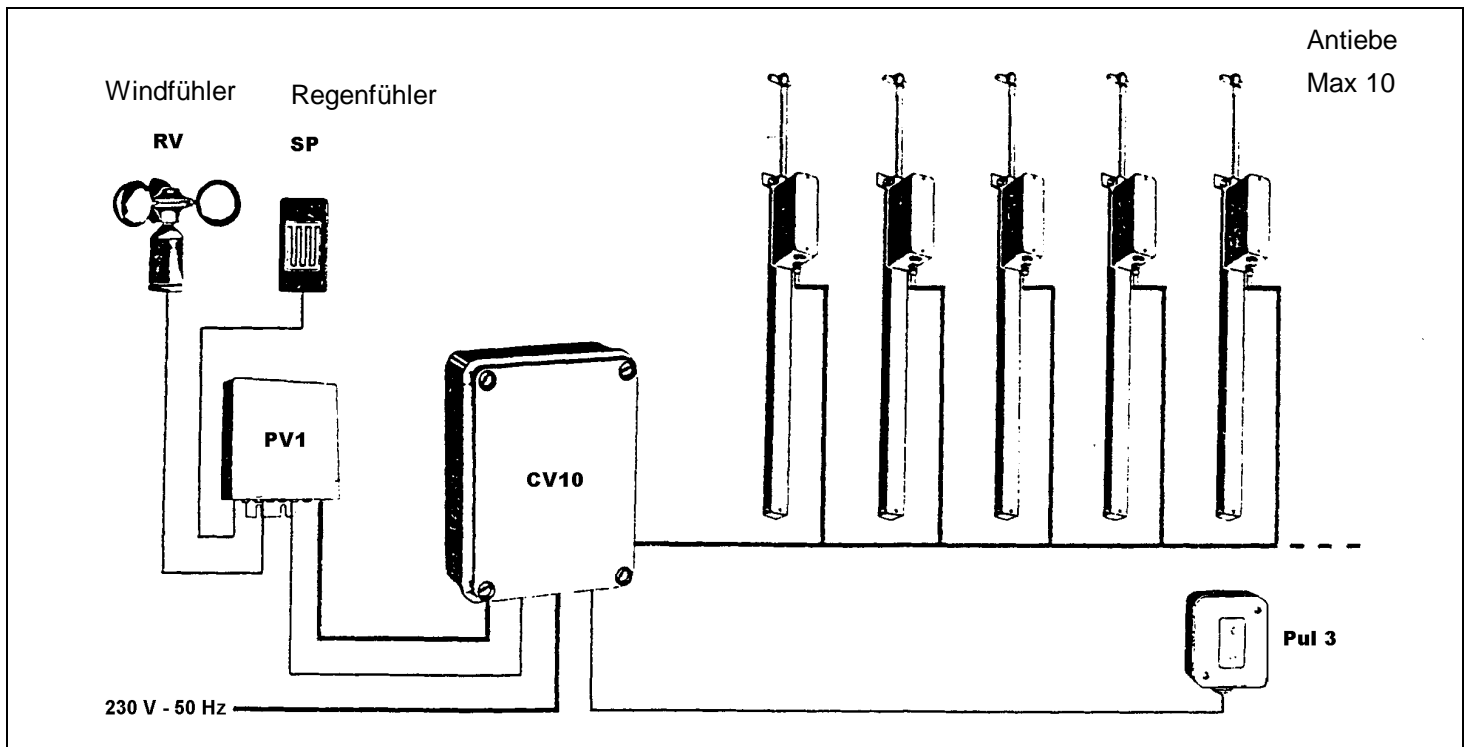 Antiebe
Max 10
Windfühler
Regenfühler
RV
SP
PV1
CV10
Pul 3
230 V - 50 Hz